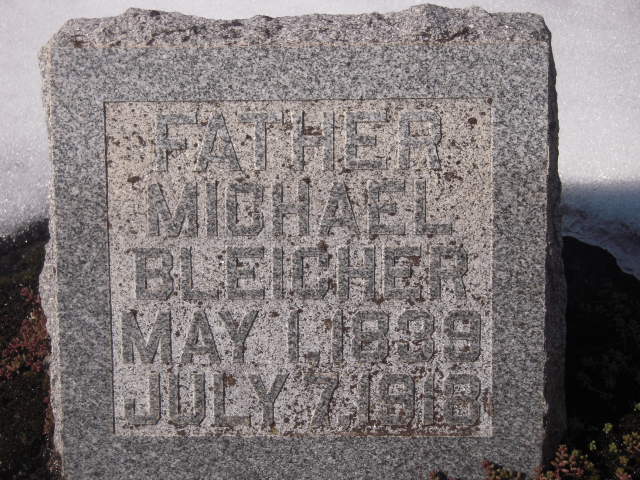 FATHER
MICHAEL
BLEICHER
MAY 1, 1839
JULY 7, 1918